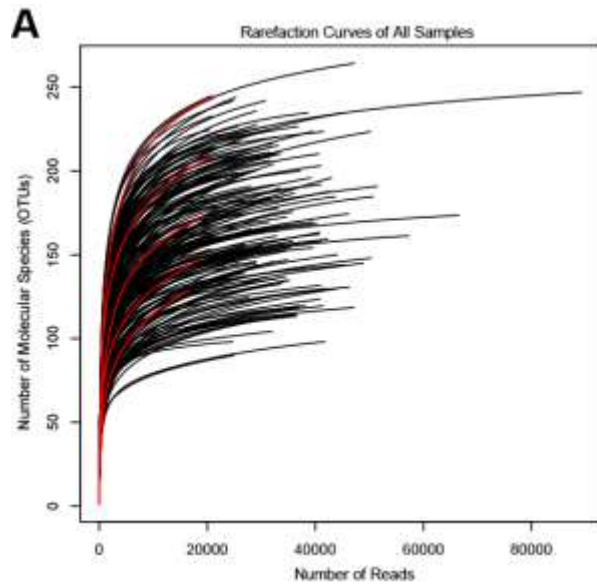 A
Rarefaction Curves of All Samples
Number of Molecular Species (OTUs)
250
200
150
100
50
0
0 20000 40000 60000 80000
Number of Reads